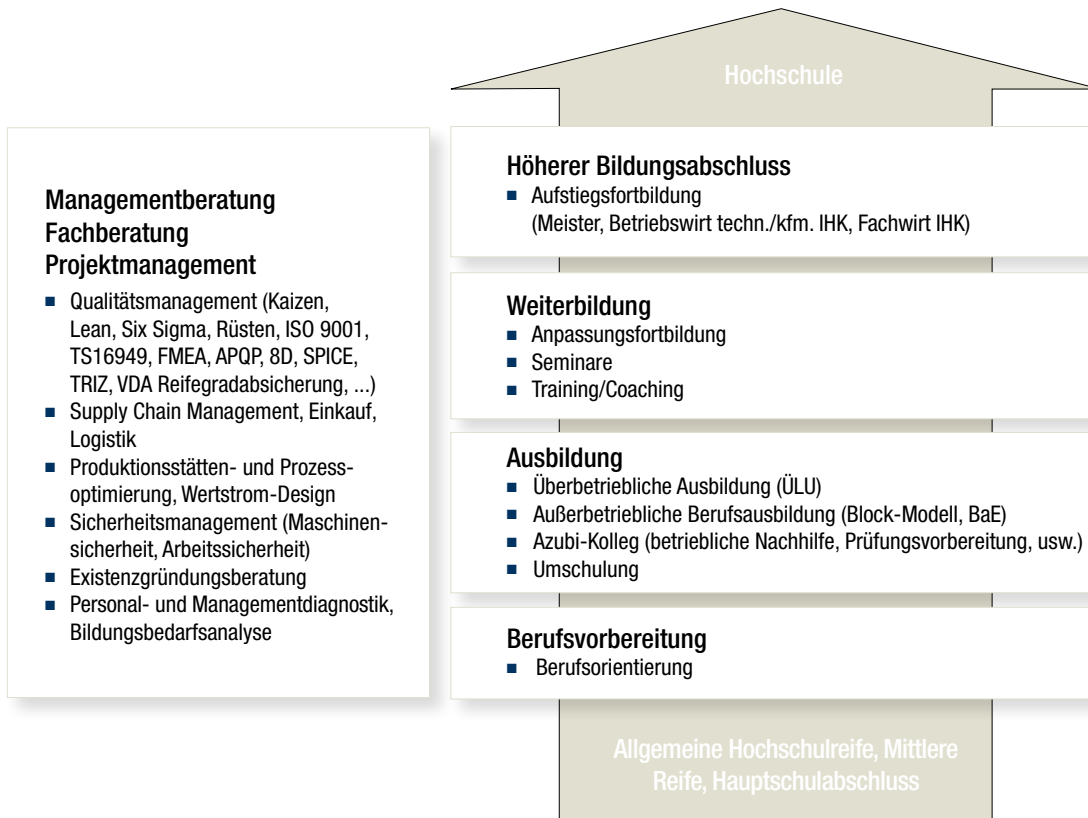 Hochschule
Managementberatung
Fachberatung
Projektmanagement
■ Qualitätsmanagement (Kaizen,
Lean, Six Sigma, Rüsten, ISO 9001,
TS16949, FMEA, APQP, 8D, SPICE,
TRIZ, VDA Reifegradabsicherung, ...)
■ Supply Chain Management, Einkauf,
Logistik
■ Produktionsstätten- und Prozess-
optimierung, Wertstrom-Design
■ Sicherheitsmanagement (Maschinen-
sicherheit, Arbeitssicherheit)
■ Existenzgründungsberatung
■ Personal- und Managementdiagnostik,
Bildungsbedarfsanalyse
Höherer Bildungsabschluss
■ Aufstiegsfortbildung
(Meister, Betriebswirt techn./kfm. IHK, Fachwirt IHK)
Weiterbildung
■ Anpassungsfortbildung
■ Seminare
■ Training/Coaching
Ausbildung
■ Überbetriebliche Ausbildung (ÜLU)
■ Außerbetriebliche Berufsausbildung (Block-Modell, BaE)
■ Azubi-Kolleg (betriebliche Nachhilfe, Prüfungsvorbereitung, usw.)
■ Umschulung
Berufsvorbereitung
■ Berufsorientierung
Allgemeine Hochschulreife, Mittlere
Reife, Hauptschulabschluss